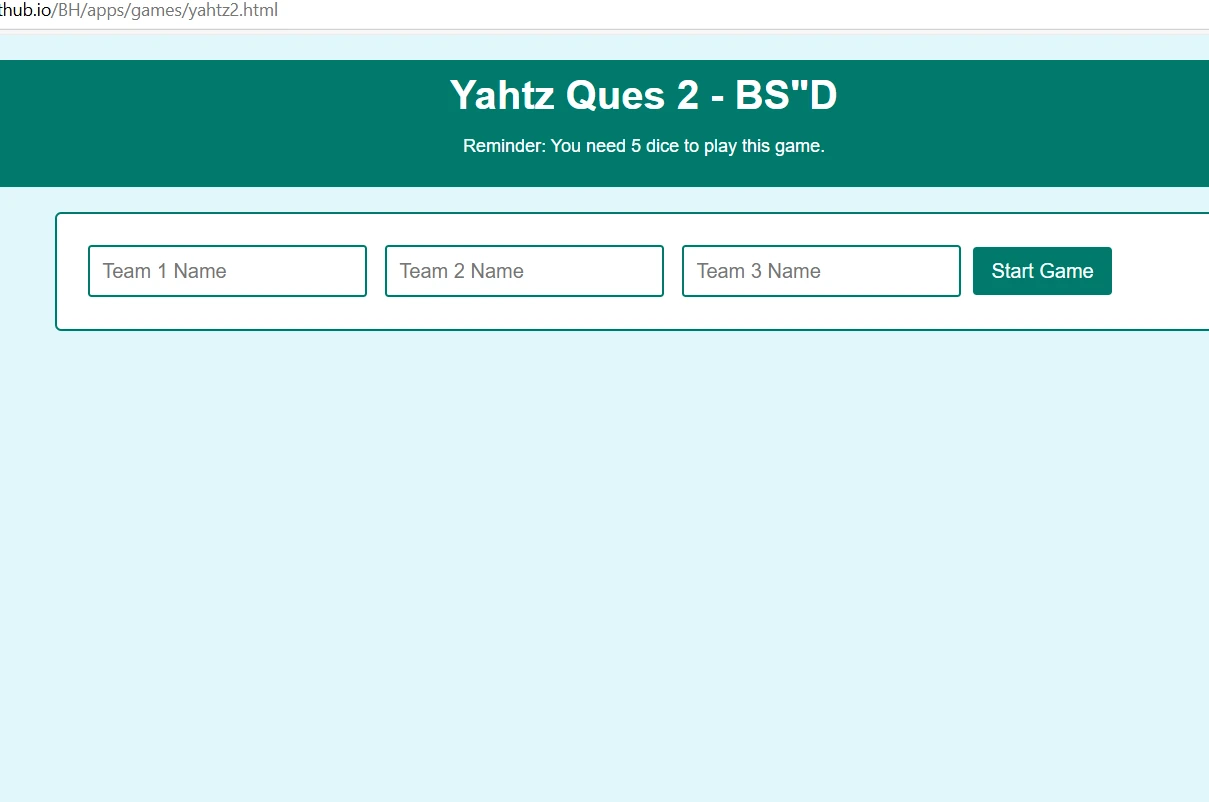 thub.io/BH/apps/games/yahtz2.html
Yahtz Ques 2 - BS"D
Reminder: You need 5 dice to play this game.
Team 1 Name Team 2 Name Team 3 Name Start Game